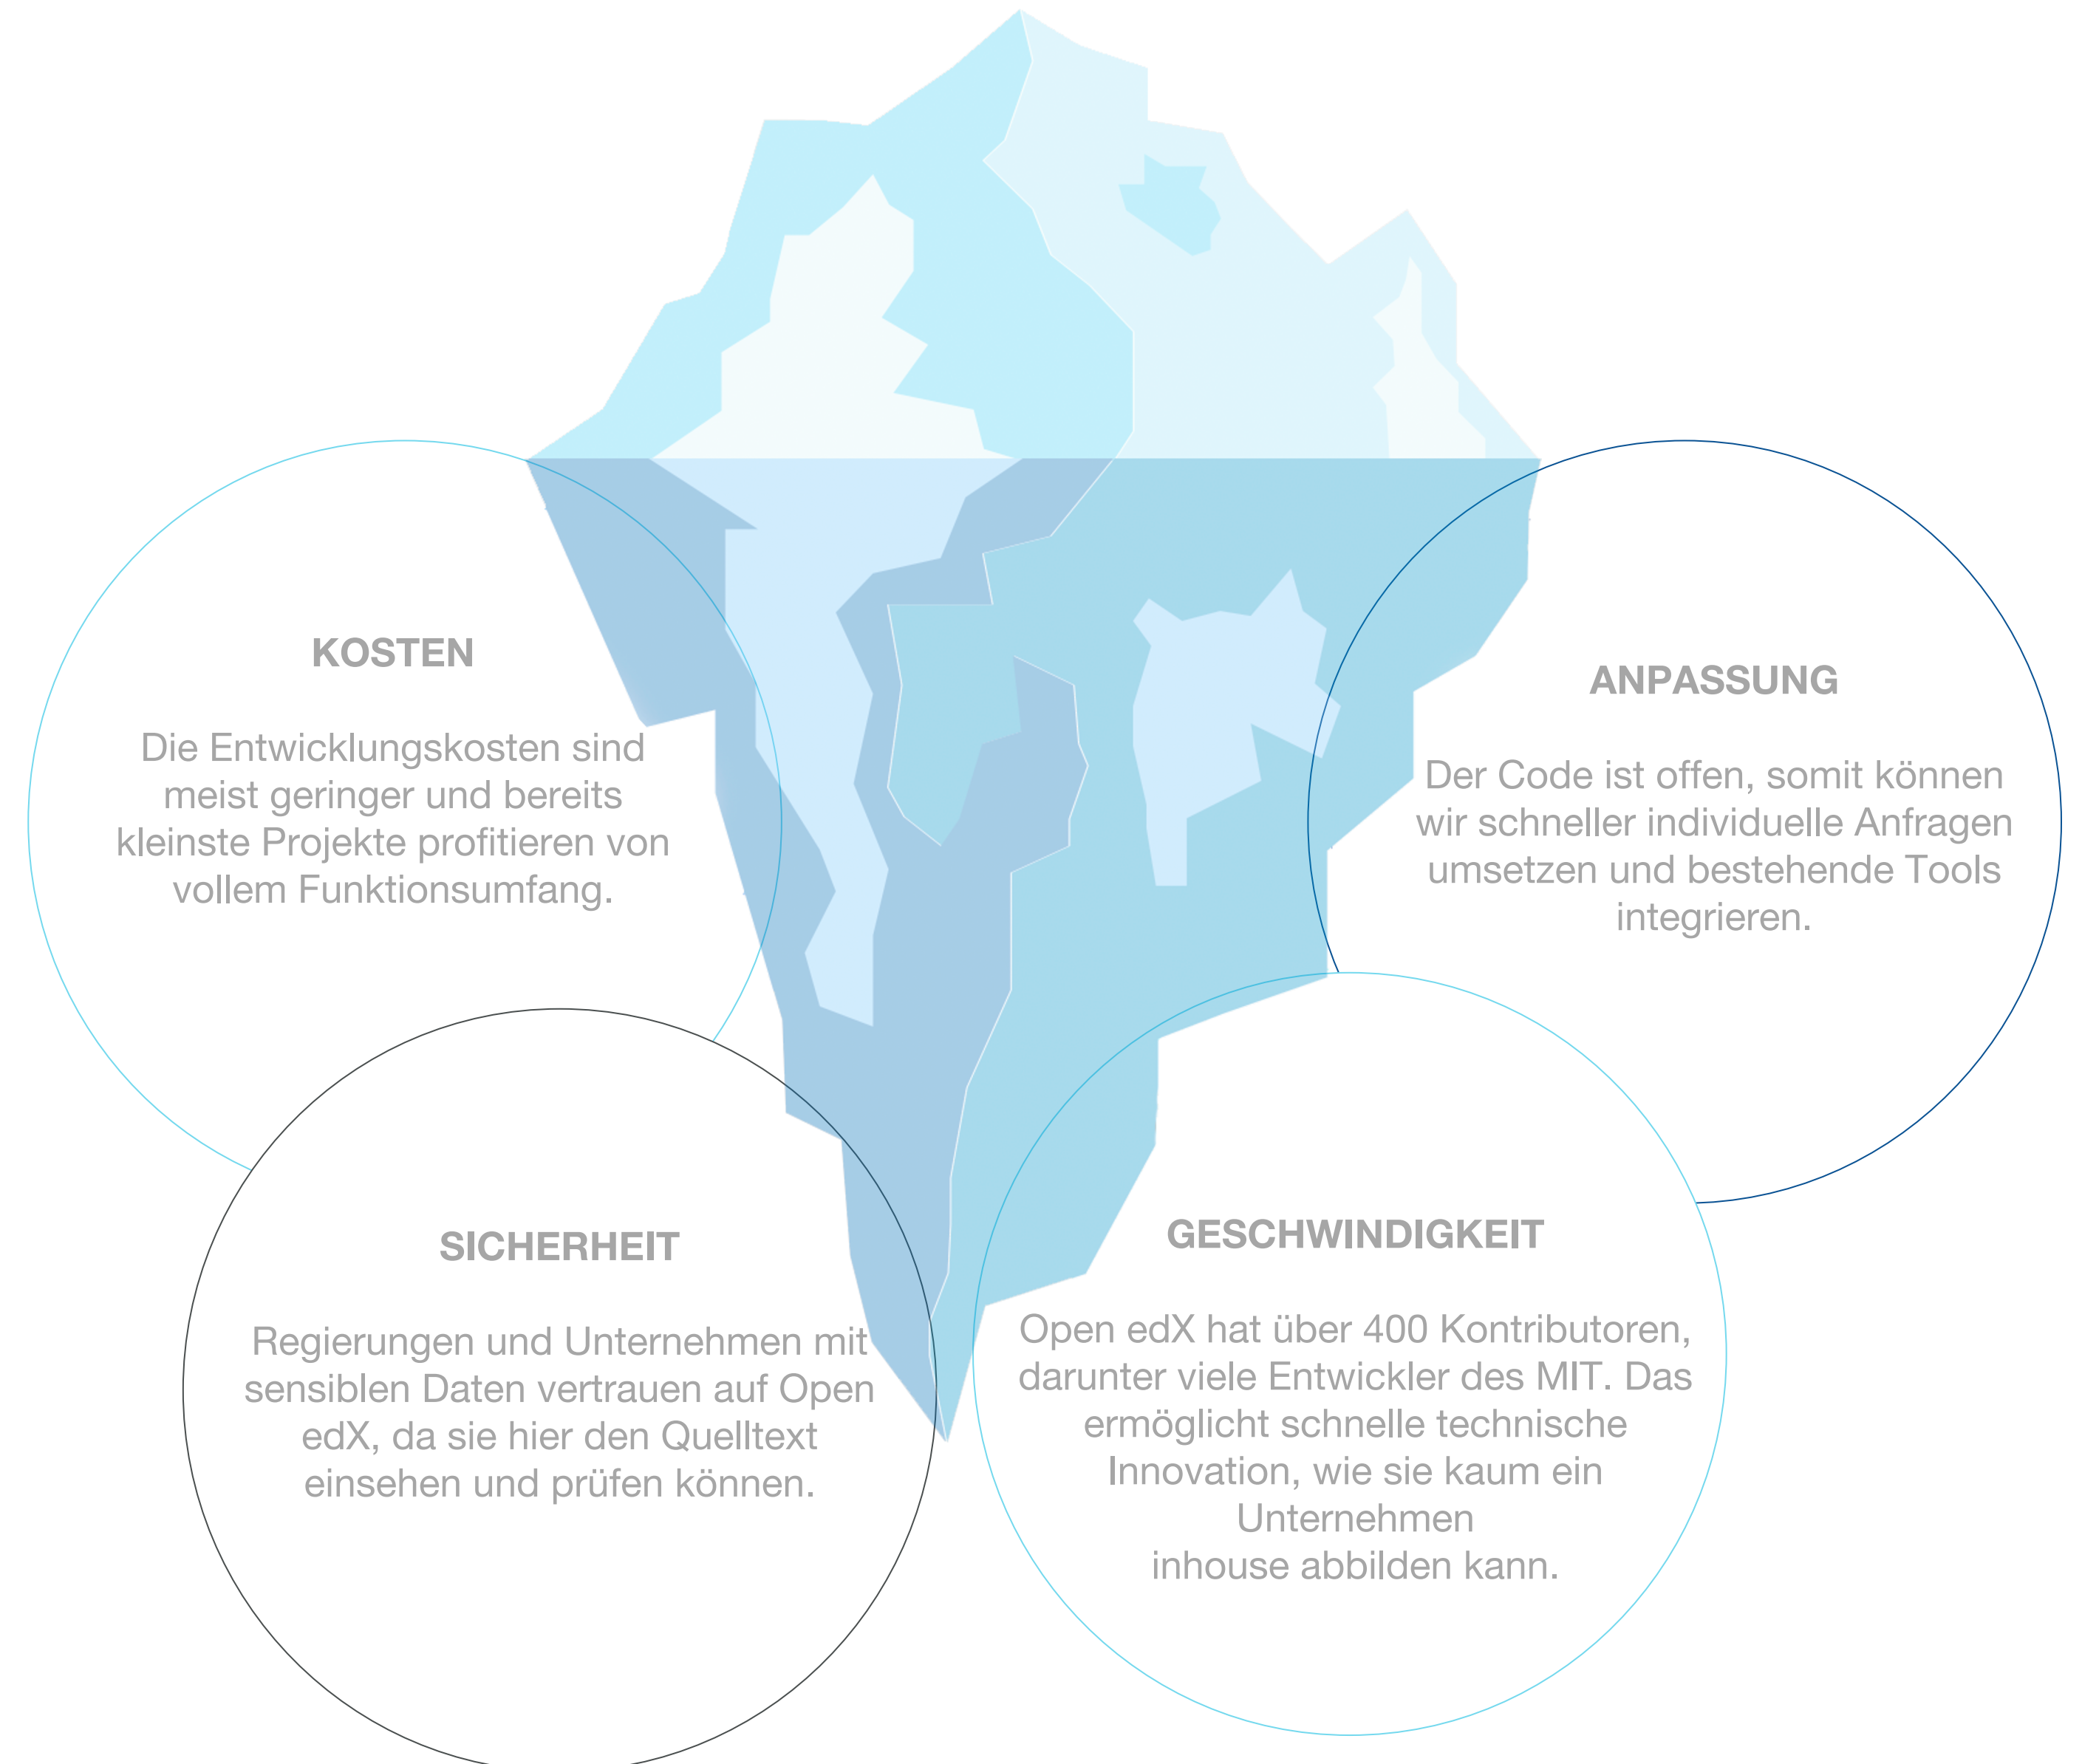 KOSTEN
Die Entwicklungskosten sind
meist geringer und bereits
kleinste Projekte profitieren von
vollem Funktionsumfang.
ANPASSUNG
Der Code ist offen, somit können
wir schneller individuelle Anfragen
umsetzen und bestehende Tools
integrieren.
SICHERHEIT
Regierungen und Unternehmen mit
sensiblen Daten vertrauen auf Open
edX, da sie hier den Quelltext
einsehen und prüfen können.
GESCHWINDIGKEIT
Open edX hat über 400 Kontributoren,
darunter viele Entwickler des MIT. Das
ermöglicht schnelle technische
Innovation, wie sie kaum ein
Unternehmen
inhouse abbilden kann.